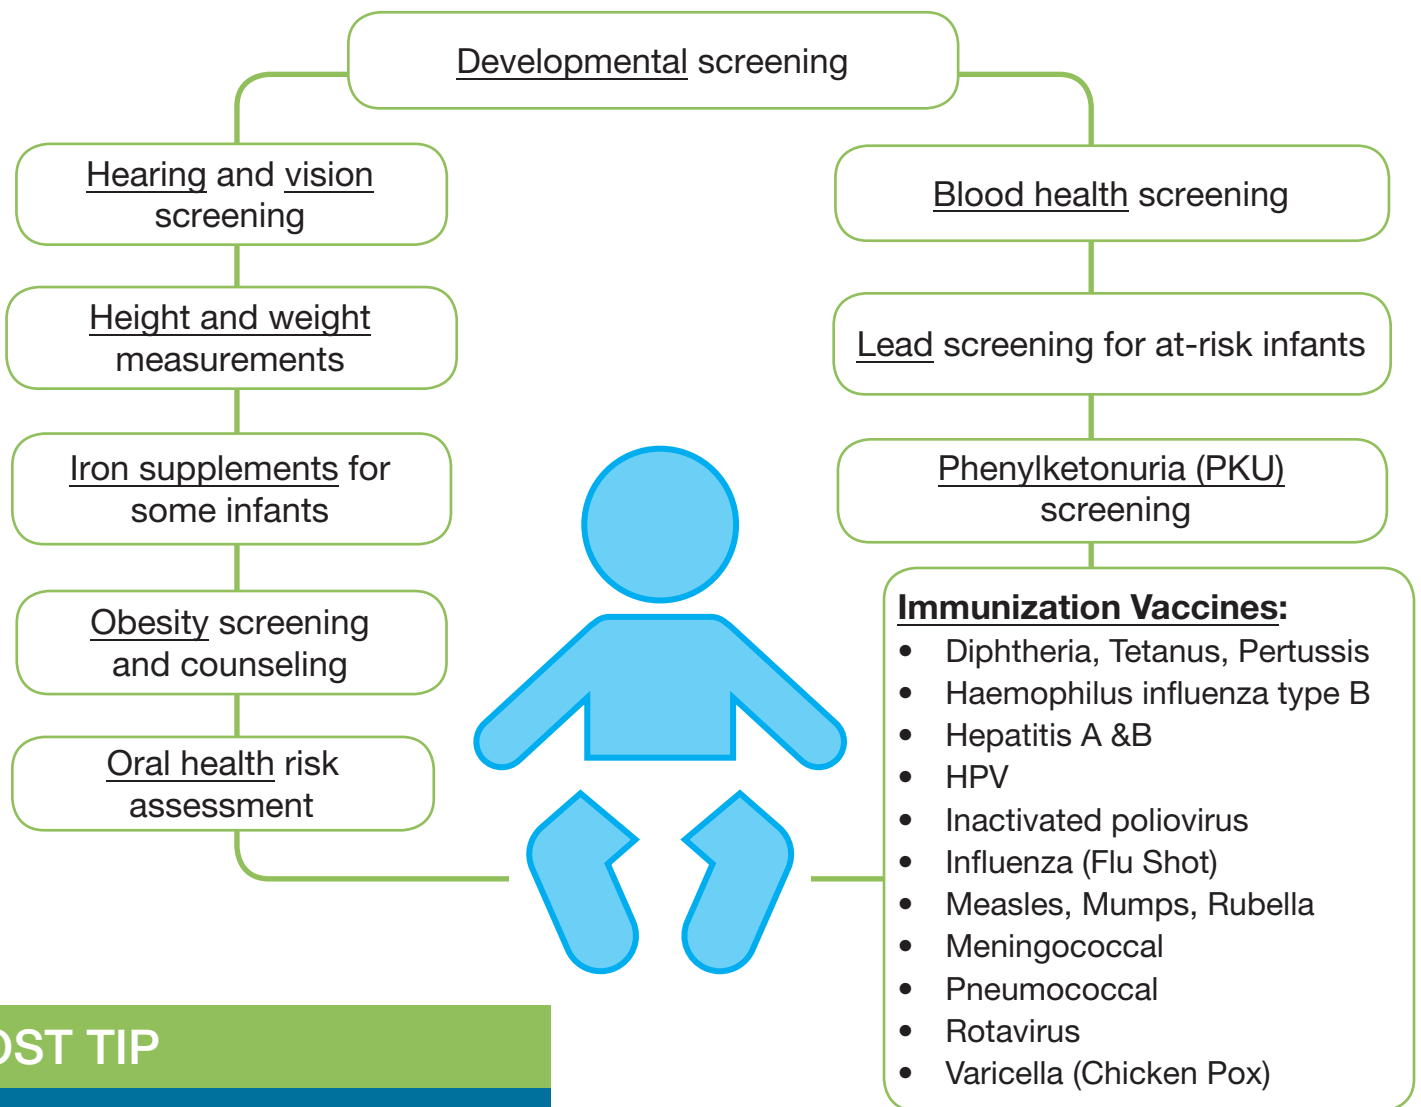 Developmental screening
Hearing and vision
screening
Height and weight
measurements
Iron supplements for
some infants
Obesity screening
and counseling
Oral health risk
assessment
Blood health screening
Lead screening for at-risk infants
Phenylketonuria (PKU)
screening
Immunization Vaccines:
• Diphtheria, Tetanus, Pertussis
• Haemophilus influenza type B
• Hepatitis A &B
• HPV
• Inactivated poliovirus
• Influenza (Flu Shot)
• Measles, Mumps, Rubella
• Meningococcal
• Pneumococcal
• Rotavirus
• Varicella (Chicken Pox)
TIP